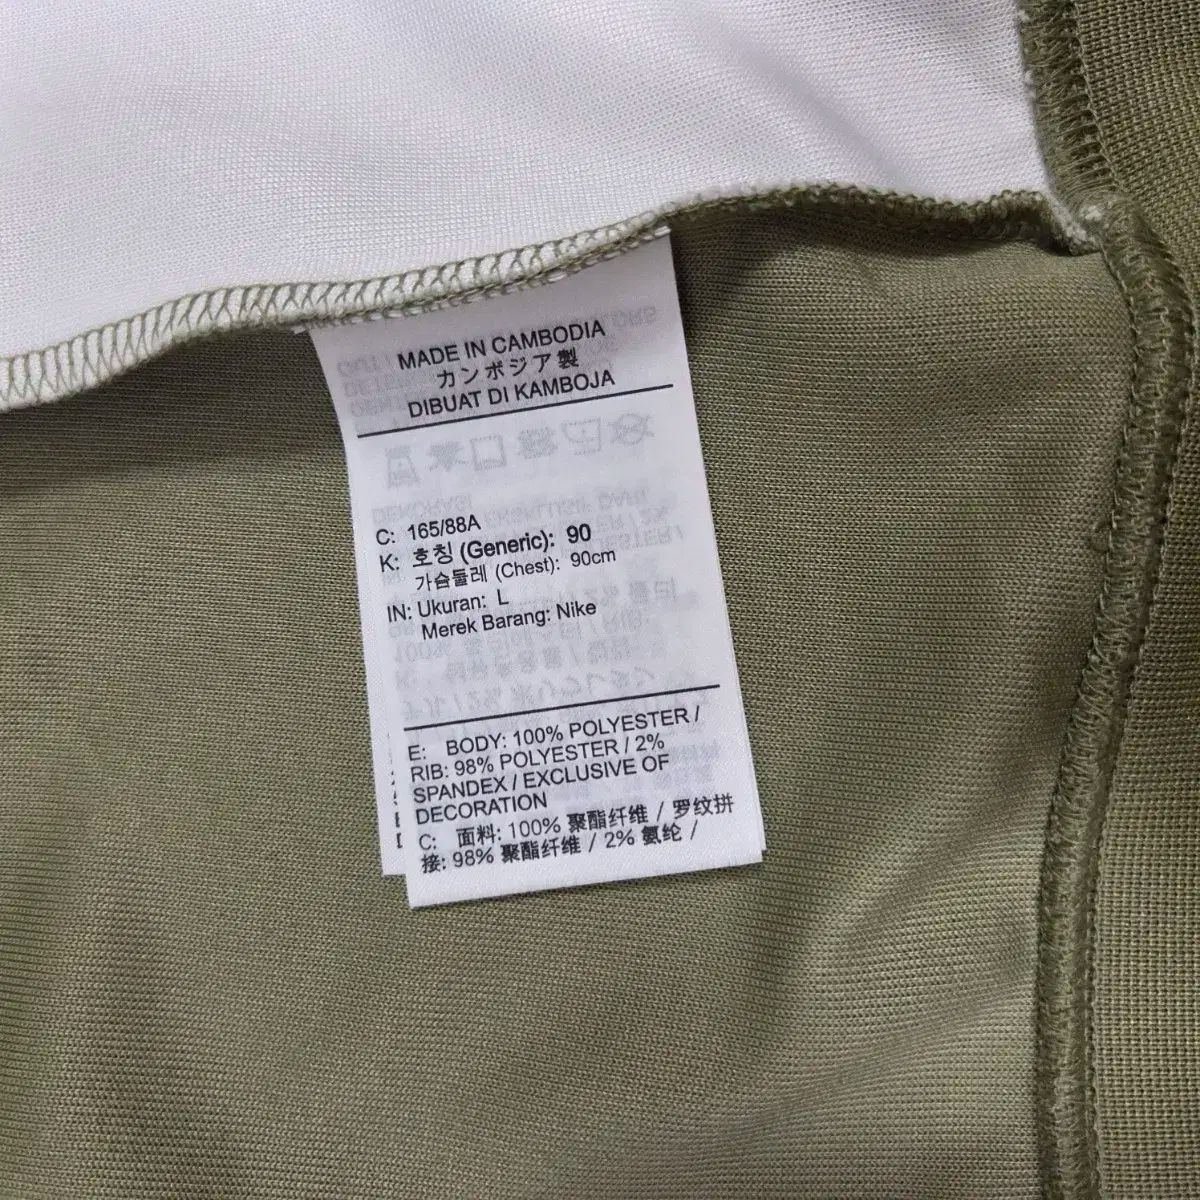 MADE IN CAMBODIA
カンボジア製
DIBUAT DI KAMBOJA
C: 165/88A
K: 호칭 (Generic): 90
가슴둘레 (Chest): 90cm
IN: Ukuran: L
Merek Barang: Nike
E: BODY: 100% POLYESTER /
RIB: 98% POLYESTER / 2%
SPANDEX / EXCLUSIVE OF
DECORATION
C: 面料: 100% 聚酯纤维 / 罗纹拼
接: 98% 聚酯纤维 / 2% 氨纶 /